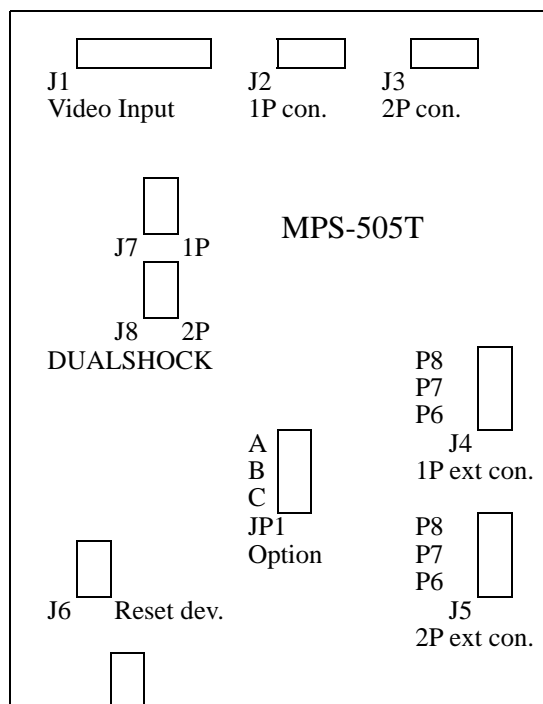 J1
Video Input
J2
1P con.
J3
2P con.
MPS-505T
J7 1P
J8 2P
DUALSHOCK
P8
P7
P6
J4
1P ext con.
A
B
C
JP1
Option
P8
P7
P6
J5
2P ext con.
J6 Reset dev.